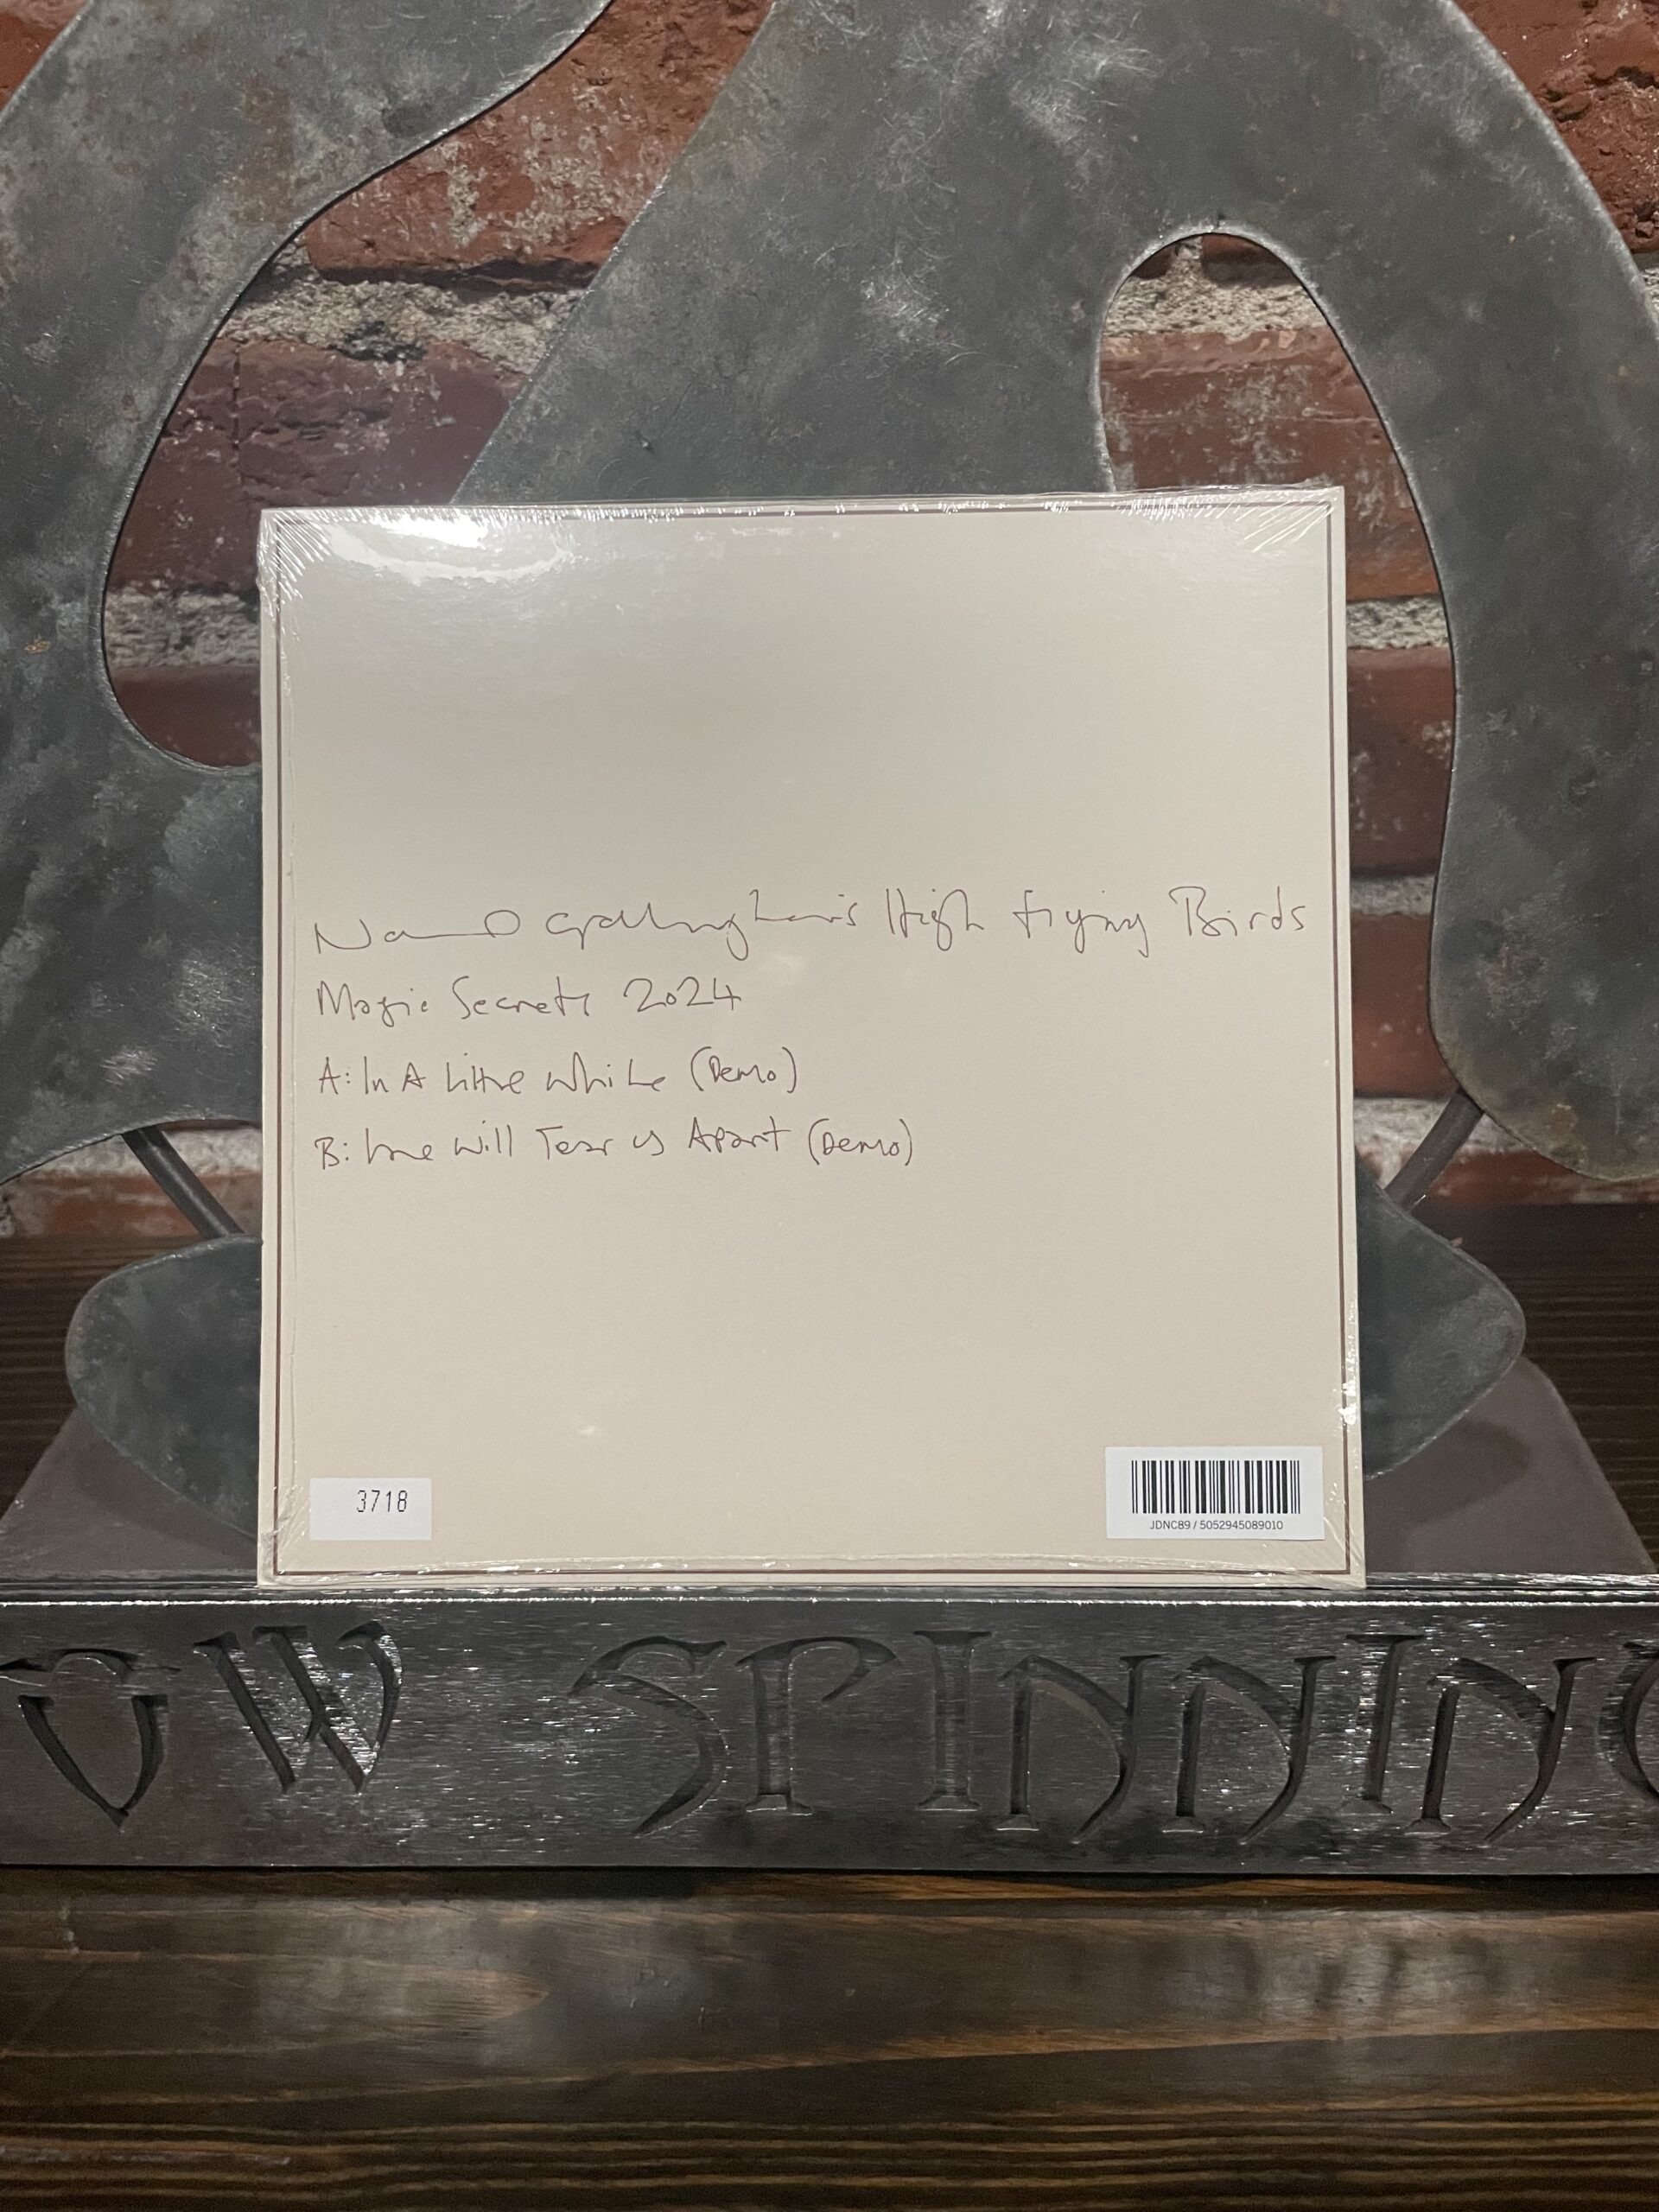 Noel Gallagher's High Flying Birds
Magic Secrets 2024
A: In A Little While (Demo)
B: Love Will Tear Us Apart (Demo)
3718
JDNC89 / 5052945089010
OW SPINNING